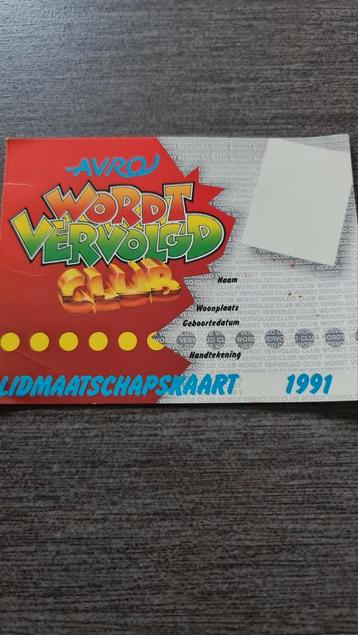 AVRO
WORDT
VERVOLGD
CLUB
Naam
Woonplaats
Geboortedatum
Handtekening
LIDMAATSCHAPSKAART 1991